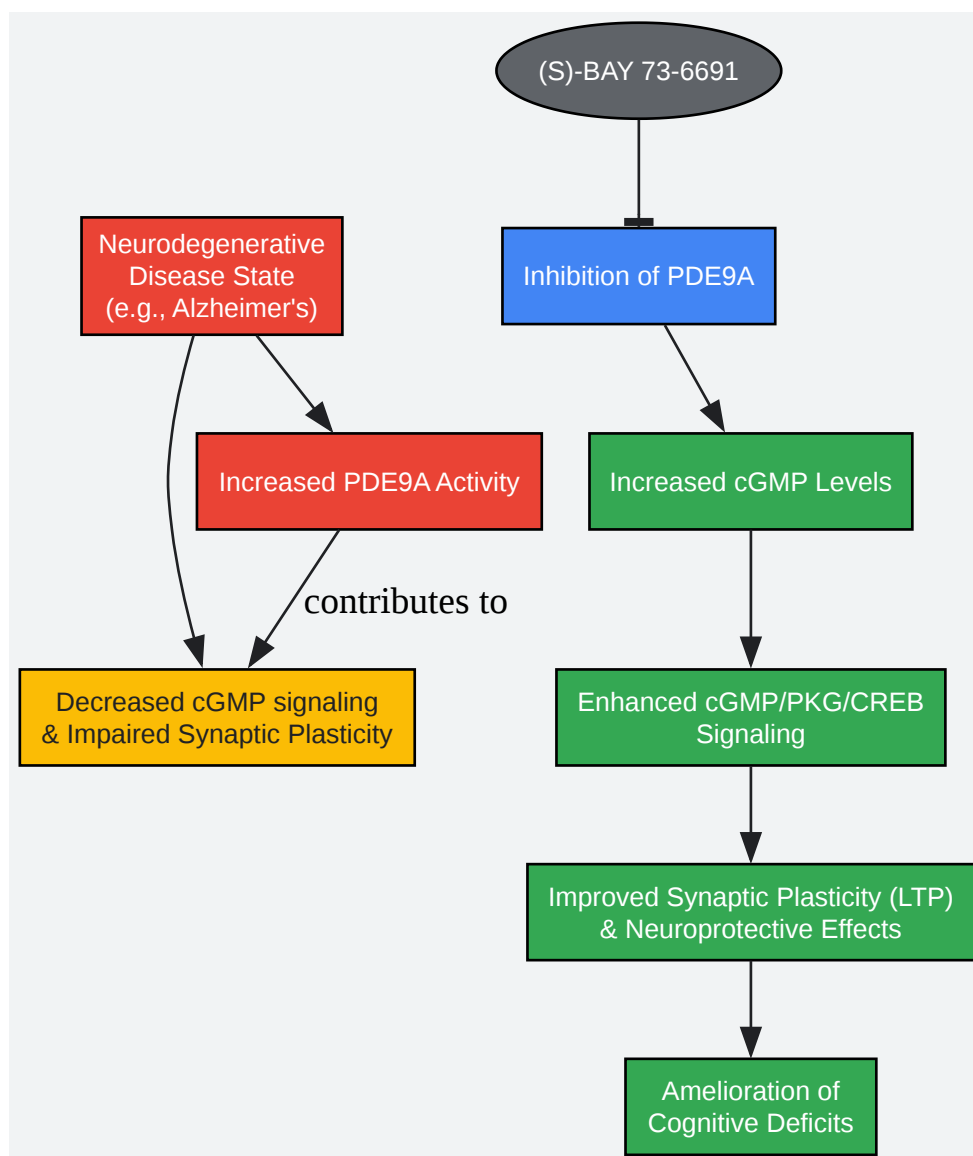 (S)-BAY 73-6691
Neurodegenerative
Disease State
(e.g., Alzheimer's)
Inhibition of PDE9A
Increased PDE9A Activity
Increased cGMP Levels
contributes to
Decreased cGMP signaling
& Impaired Synaptic Plasticity
Enhanced cGMP/PKG/CREB
Signaling
Improved Synaptic Plasticity (LTP)
& Neuroprotective Effects
Amelioration of
Cognitive Deficits